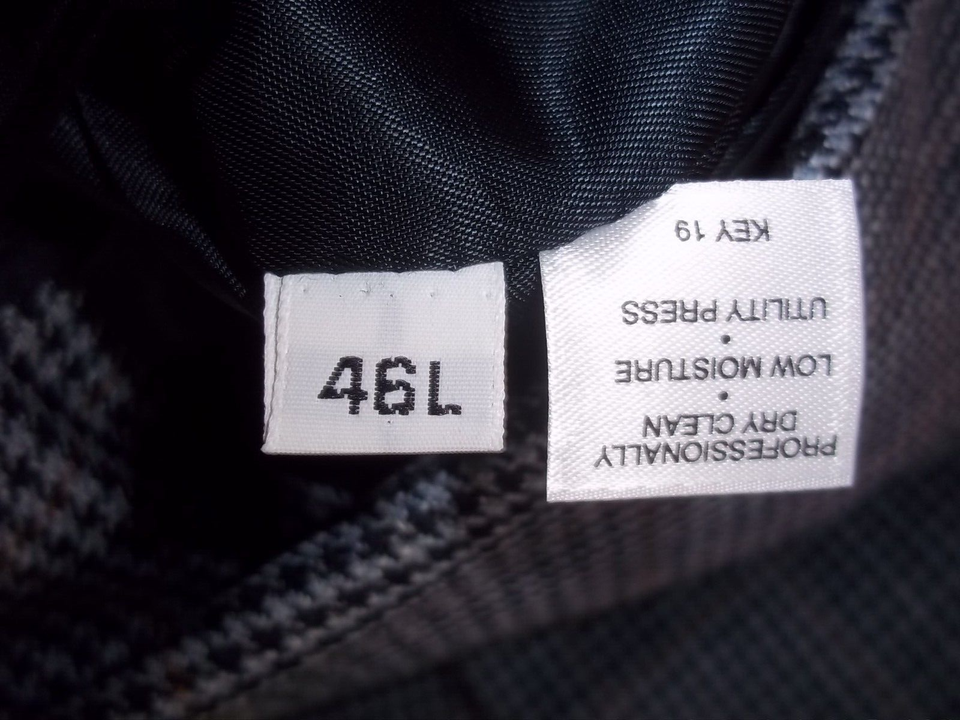 46L
PROFESSIONALLY
DRY CLEAN
•
LOW MOISTURE
•
UTILITY PRESS
KEY 19